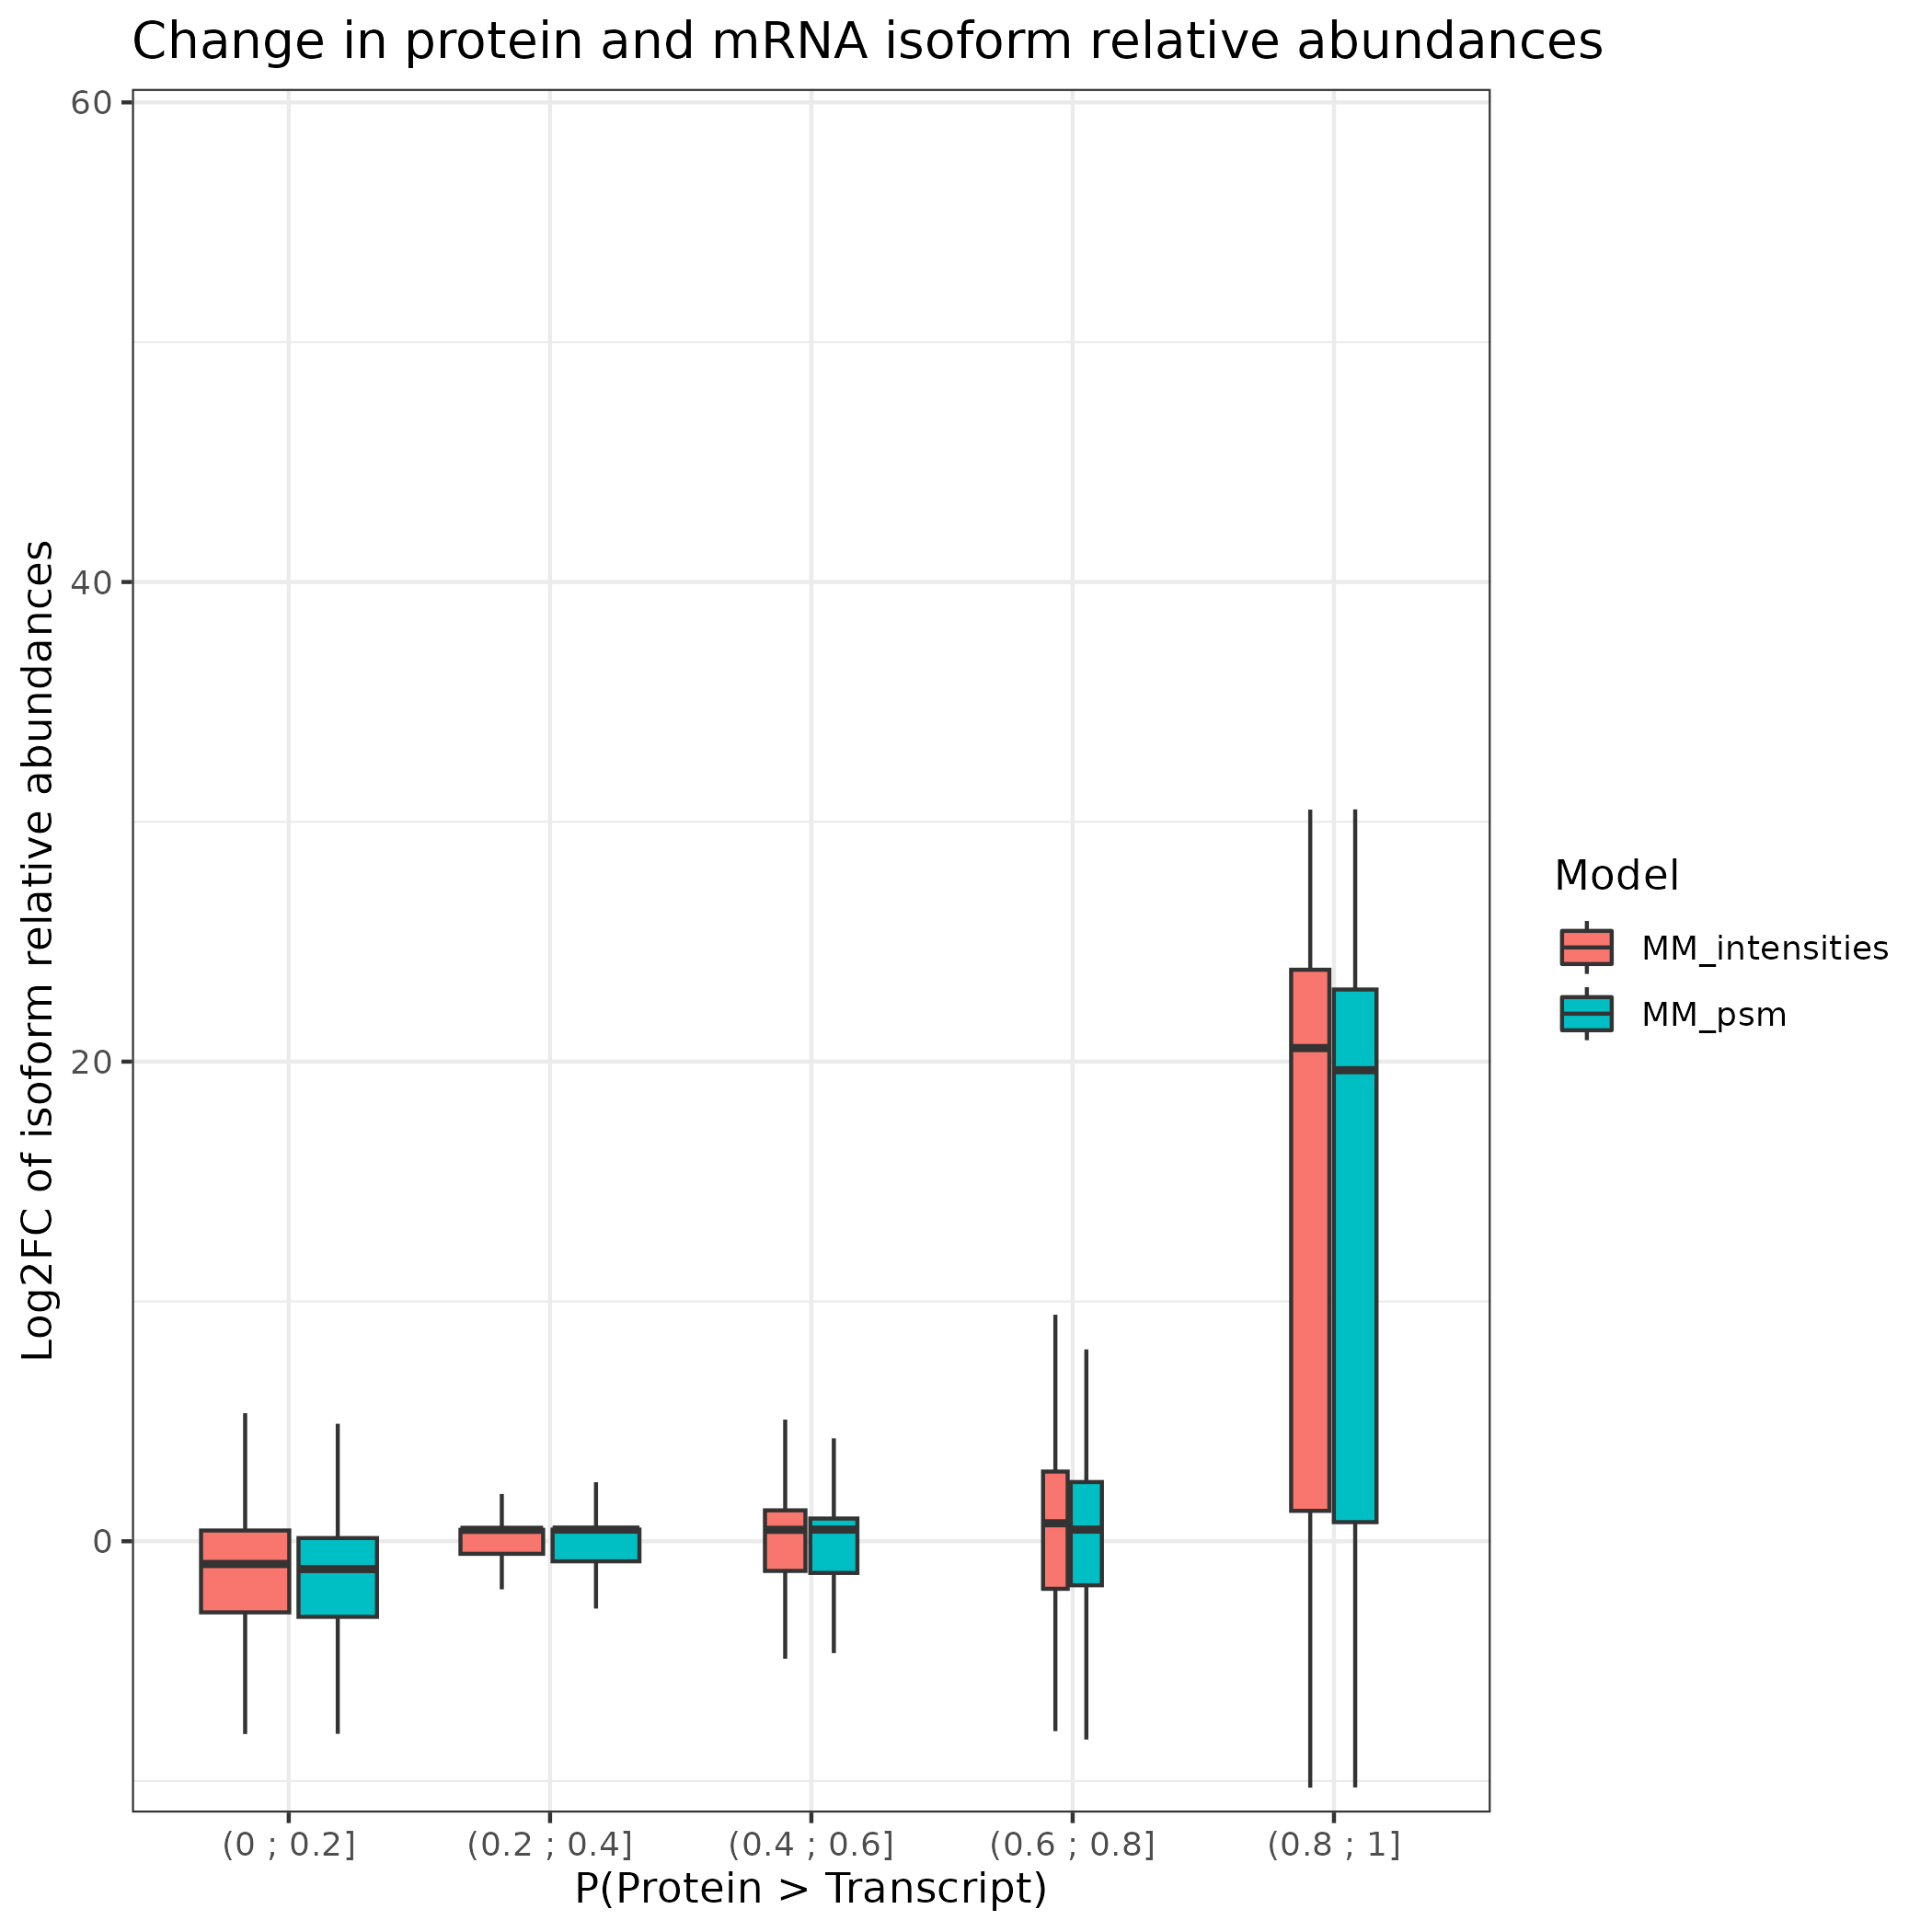 Change in protein and mRNA isoform relative abundances
Log2FC of isoform relative abundances
60
40
20
0
(0 ; 0.2]
(0.2 ; 0.4]
(0.4 ; 0.6]
(0.6 ; 0.8]
(0.8 ; 1]
P(Protein > Transcript)
Model
MM_intensities
MM_psm